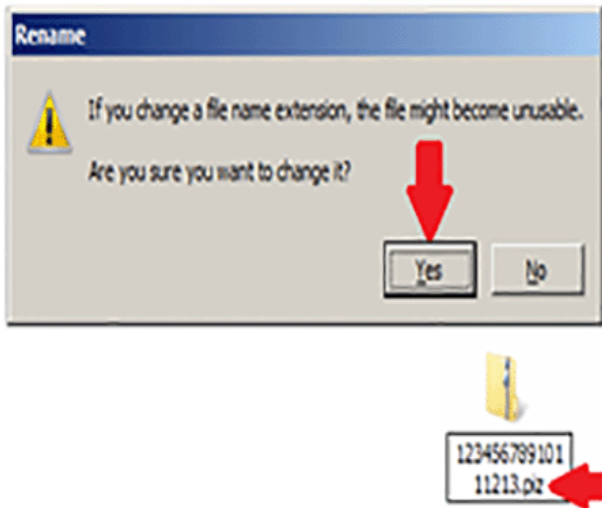 Rename
If you change a file name extension, the file might become unusable.
Are you sure you want to change it?
Yes
No
123456789101
11213.piz